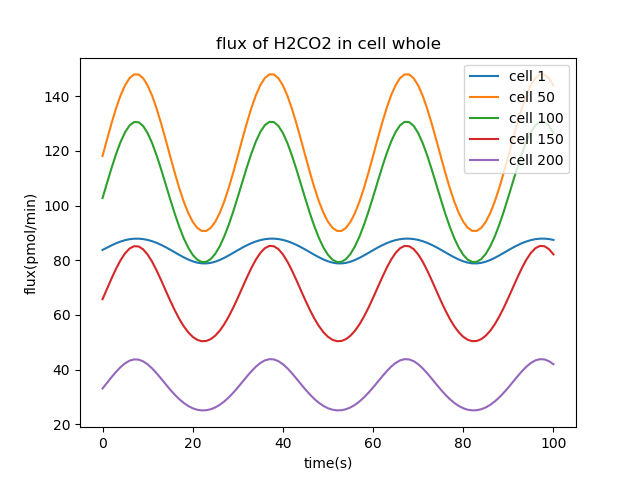 flux of H2CO2 in cell whole
cell 1
cell 50
cell 100
cell 150
cell 200
flux(pmol/min)
140
120
100
80
60
40
20
0 20 40 60 80 100
time(s)